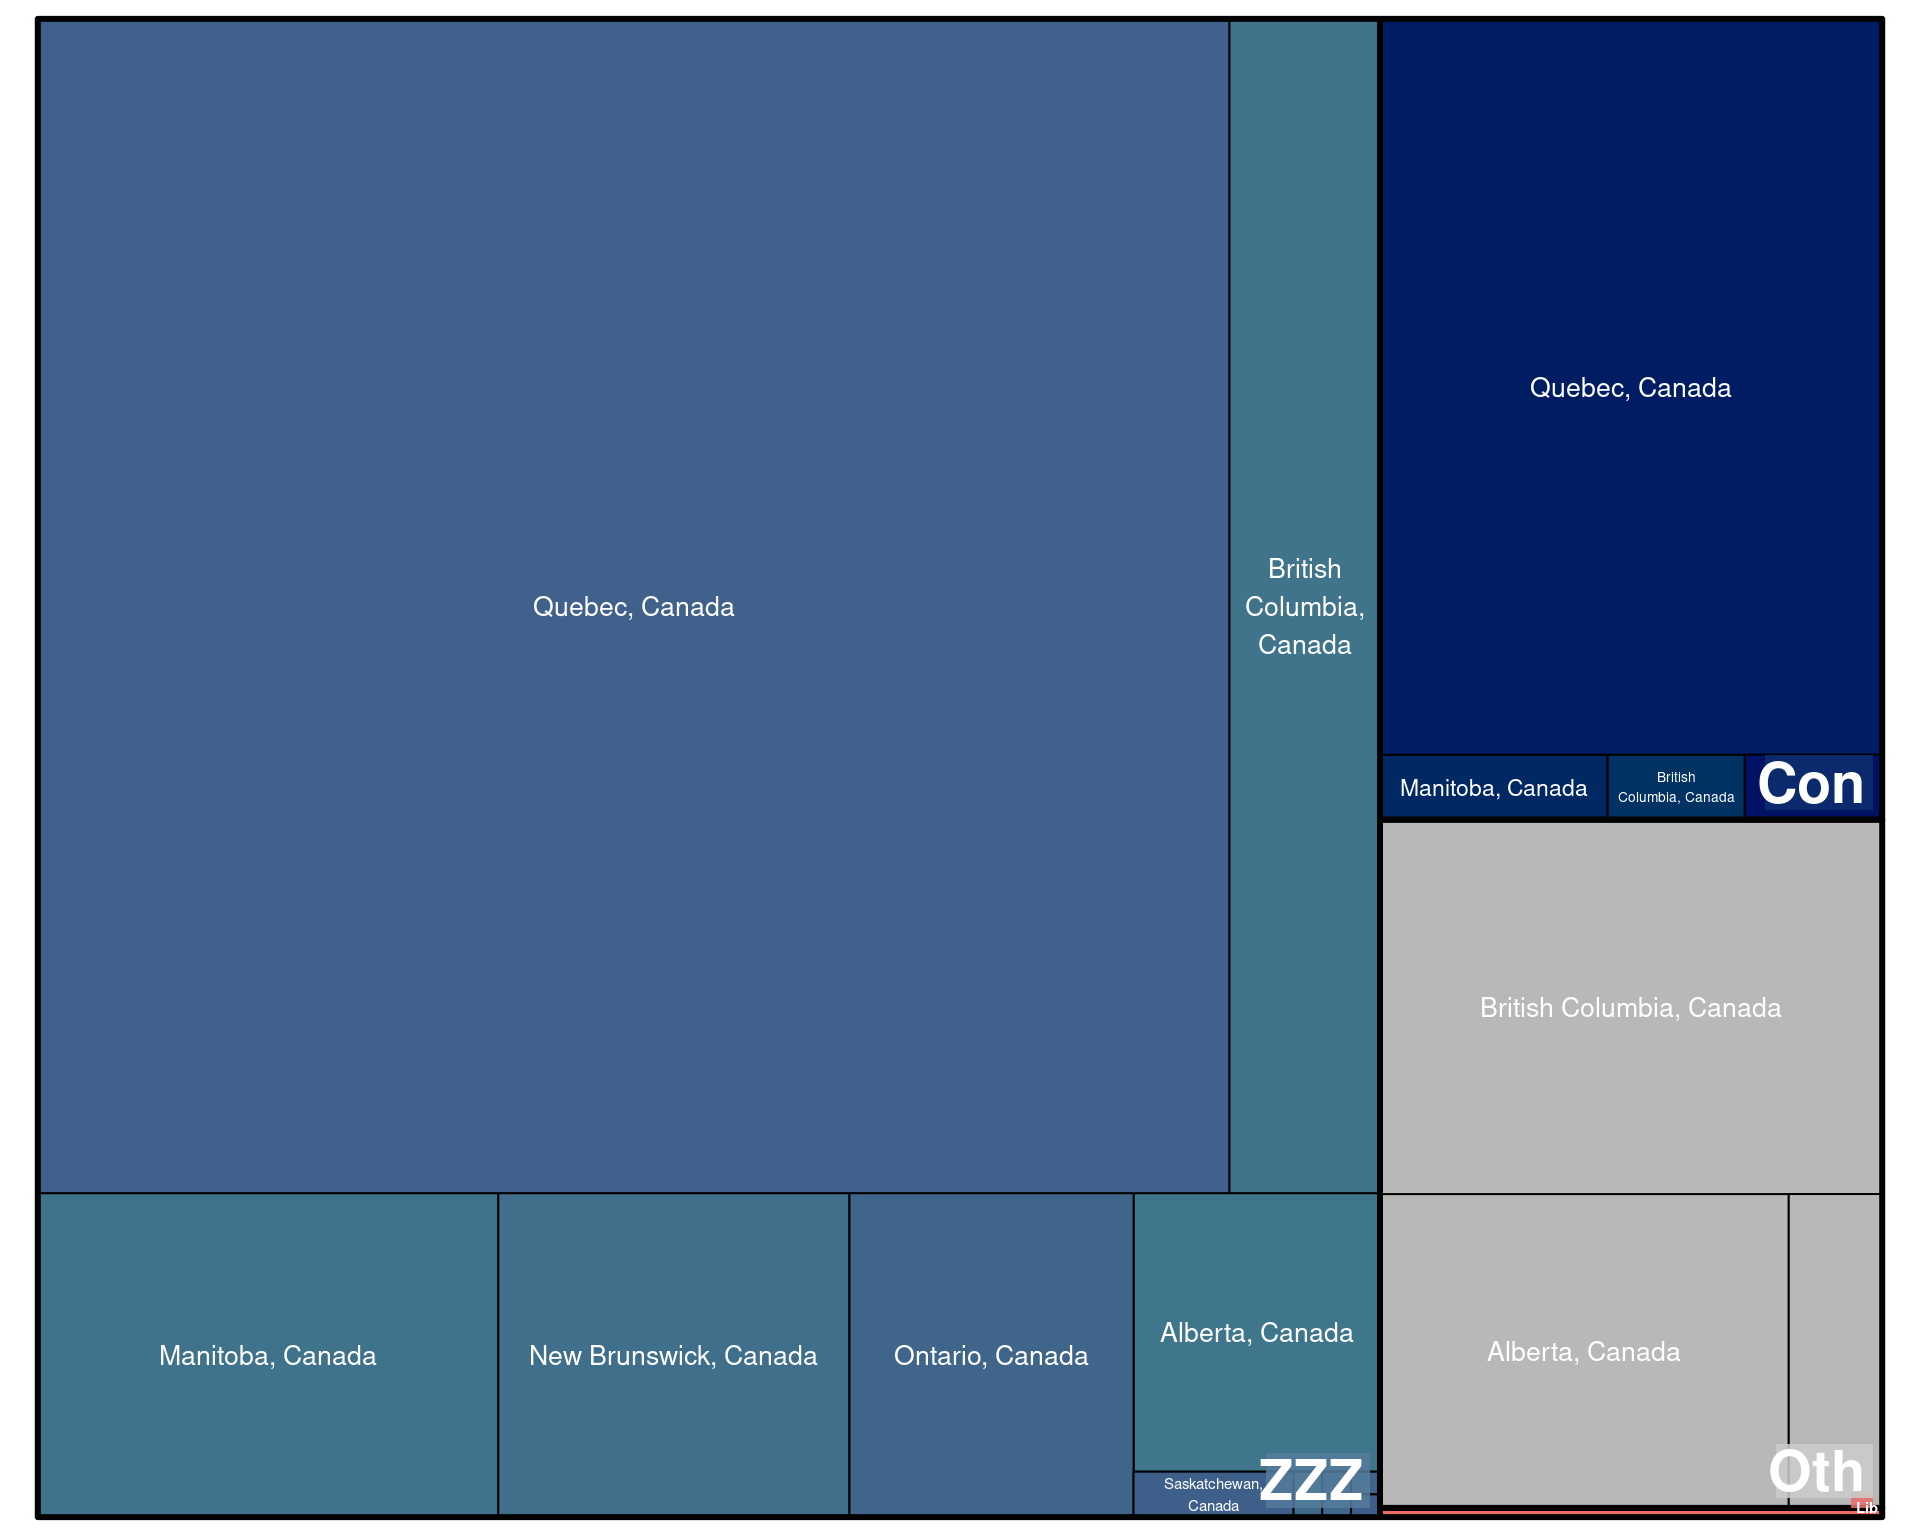 Quebec, Canada
British
Columbia,
Canada
Manitoba, Canada
New Brunswick, Canada
Ontario, Canada
Alberta, Canada
Saskatchewan,
Canada
ZZZ
Quebec, Canada
Manitoba, Canada
British
Columbia, Canada
Con
British Columbia, Canada
Alberta, Canada
Oth
Lib